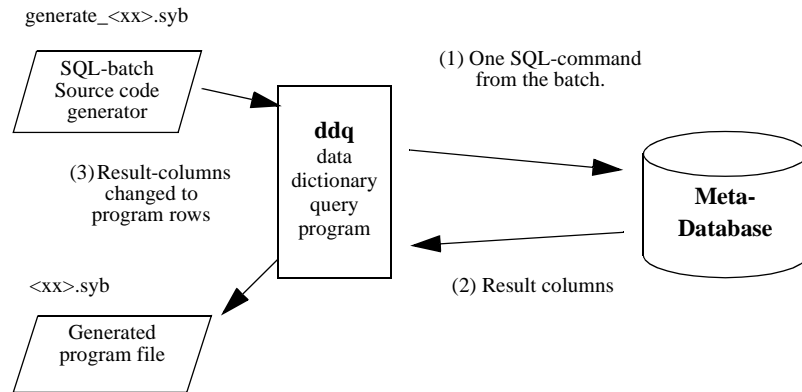 generate_<xx>.syb
SQL-batch
Source code
generator
(1) One SQL-command
from the batch.
ddq
data
dictionary
query
program
(3) Result-columns
changed to
program rows
Meta-
Database
(2) Result columns
<xx>.syb
Generated
program file